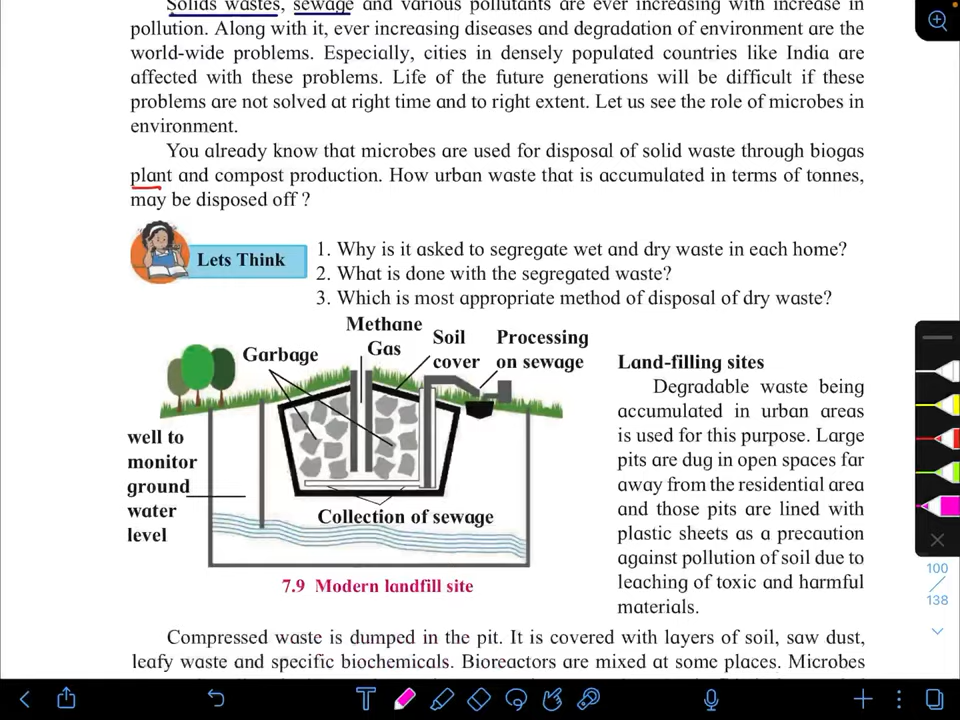 Solids wastes, sewage and various pollutants are ever increasing with increase in
pollution. Along with it, ever increasing diseases and degradation of environment are the
world-wide problems. Especially, cities in densely populated countries like India are
affected with these problems. Life of the future generations will be difficult if these
problems are not solved at right time and to right extent. Let us see the role of microbes in
environment.
You already know that microbes are used for disposal of solid waste through biogas
plant and compost production. How urban waste that is accumulated in terms of tonnes,
may be disposed off ?
Lets Think
1. Why is it asked to segregate wet and dry waste in each home?
2. What is done with the segregated waste?
3. Which is most appropriate method of disposal of dry waste?
Garbage
Methane
Gas
Soil
cover
Processing
on sewage
well to
monitor
ground
water
level
Collection of sewage
7.9 Modern landfill site
Land-filling sites
Degradable waste being
accumulated in urban areas
is used for this purpose. Large
pits are dug in open spaces far
away from the residential area
and those pits are lined with
plastic sheets as a precaution
against pollution of soil due to
leaching of toxic and harmful
materials.
Compressed waste is dumped in the pit. It is covered with layers of soil, saw dust,
leafy waste and specific biochemicals. Bioreactors are mixed at some places. Microbes
100
138
T